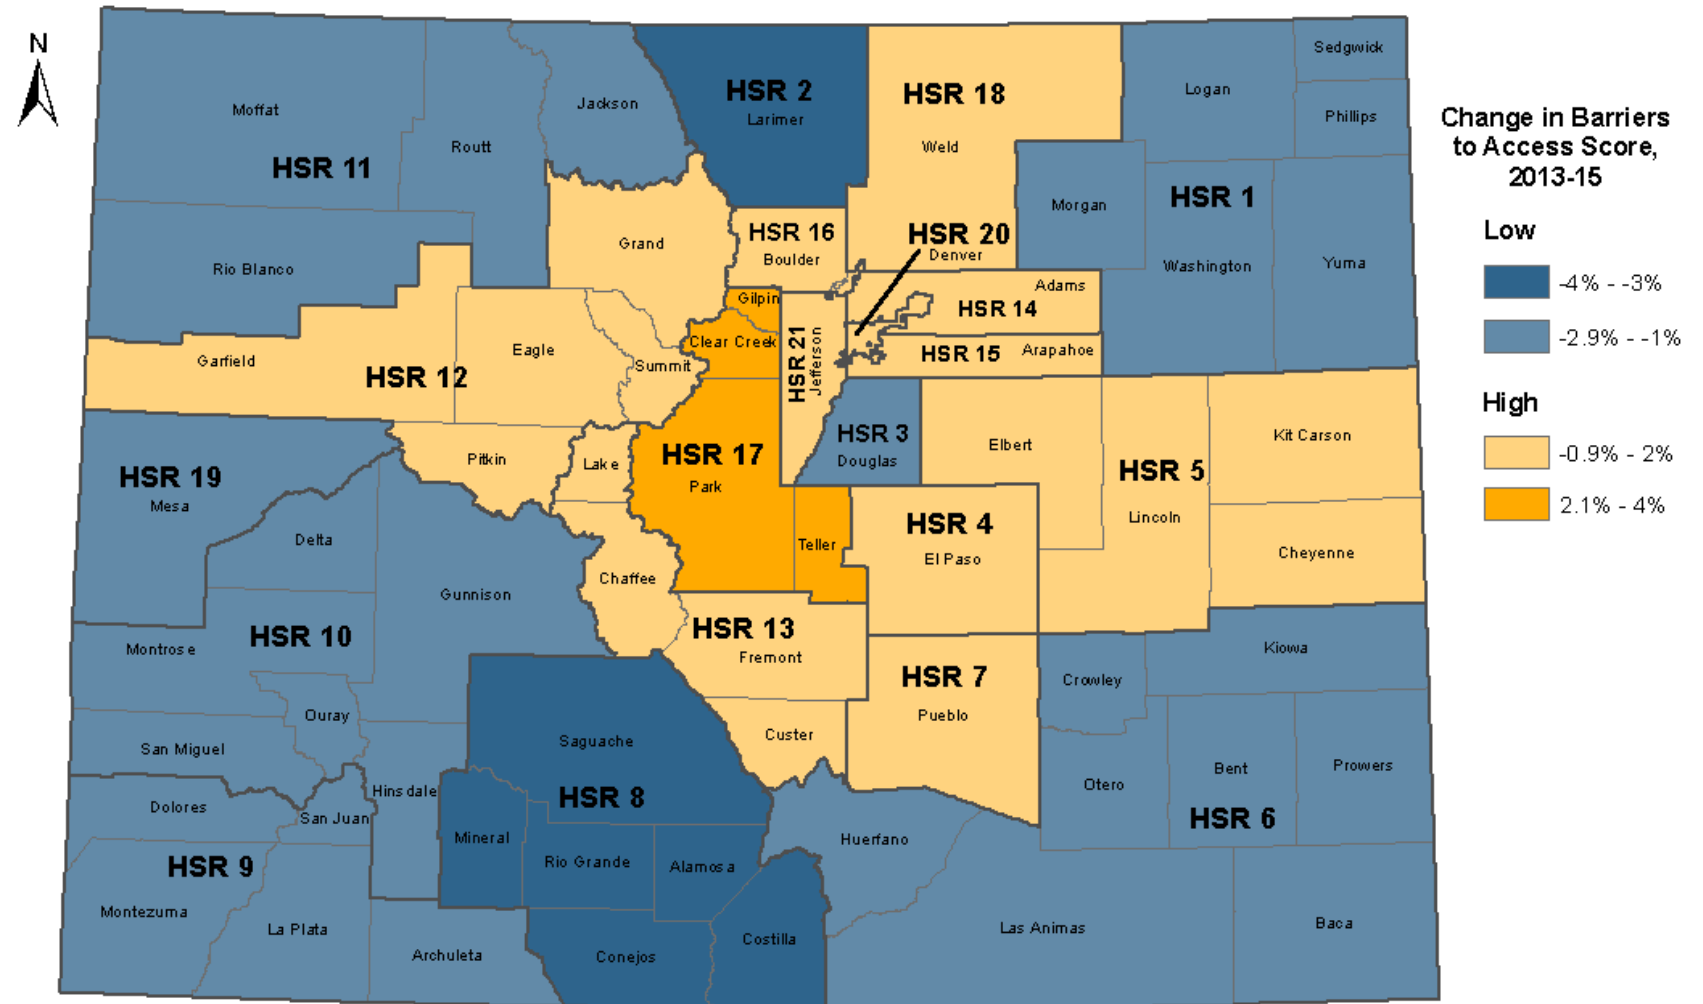 N
Sedgwick
HSR 2
HSR 18
Logan
Jackson
Moffat
Larimer
Phillips
Routt
Weld
HSR 11
HSR 1
Morgan
Grand
HSR 16
HSR 20
Boulder
Denver
Rio Blanco
Washington
Yuma
Gilpin
Adams
HSR 14
Clear Creek
HSR 21
Jefferson
HSR 15
Arapahoe
Garfield
Eagle
Summit
HSR 12
HSR 3
Douglas
Elbert
Kit Carson
HSR 17
Park
Pitkin
Lake
HSR 19
Mesa
HSR 5
Lincoln
HSR 4
El Paso
Teller
Delta
Cheyenne
Chaffee
Gunnison
HSR 10
HSR 13
Fremont
Montrose
Kiowa
HSR 7
Pueblo
Crowley
Ouray
Custer
Saguache
San Miguel
Bent
Prowers
Otero
Hinsdale
HSR 8
Dolores
San Juan
HSR 6
Mineral
Huerfano
HSR 9
Rio Grande
Alamosa
Montezuma
La Plata
Costilla
Las Animas
Baca
Archuleta
Conejos
Change in Barriers
to Access Score,
2013-15
Low
-4% - -3%
-2.9% - -1%
High
-0.9% - 2%
2.1% - 4%